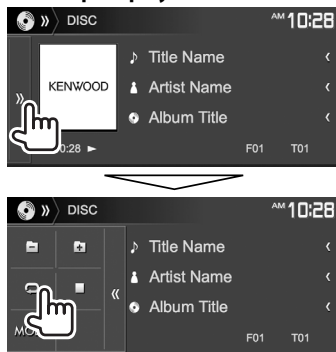 DISC AM 10:28
Title Name
KENWOOD Artist Name
Album Title
0:28 F01 T01
DISC AM 10:28
Title Name
Artist Name
Album Title
F01 T01